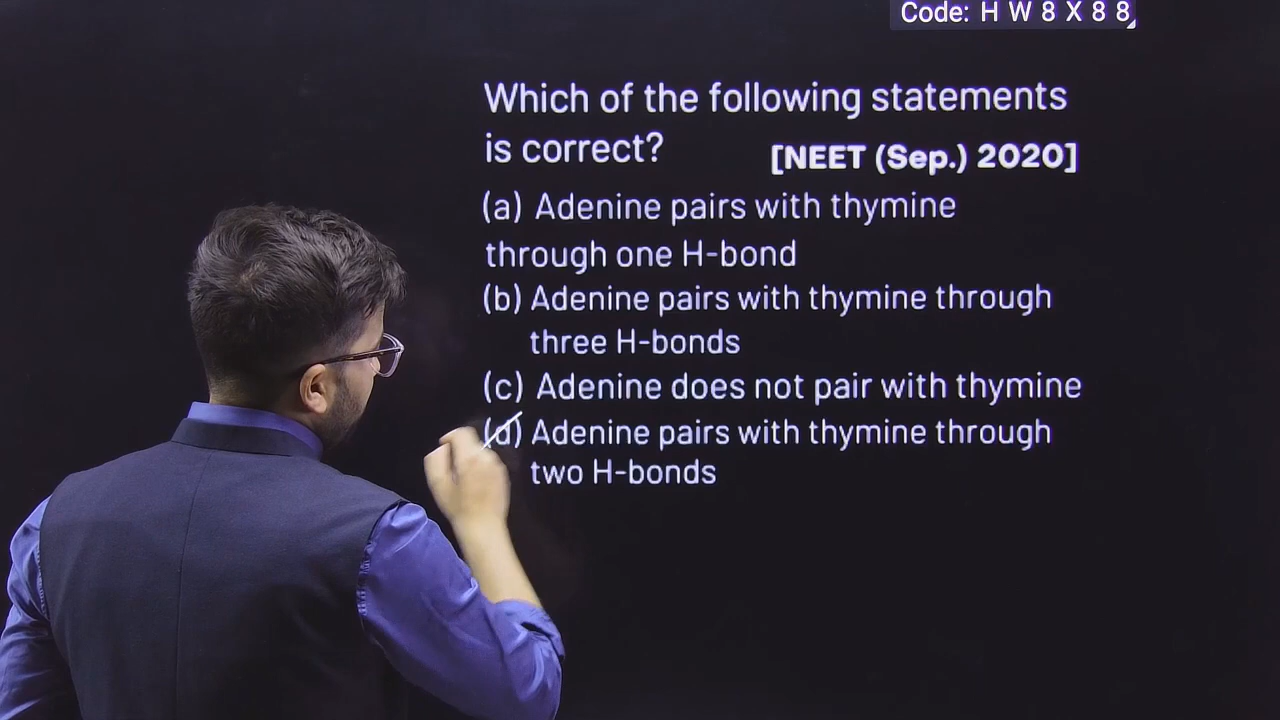 Code: H W 8 X 8 8
Which of the following statements
is correct? [NEET (Sep.) 2020]
(a) Adenine pairs with thymine
through one H-bond
(b) Adenine pairs with thymine through
three H-bonds
(c) Adenine does not pair with thymine
(d) Adenine pairs with thymine through
two H-bonds